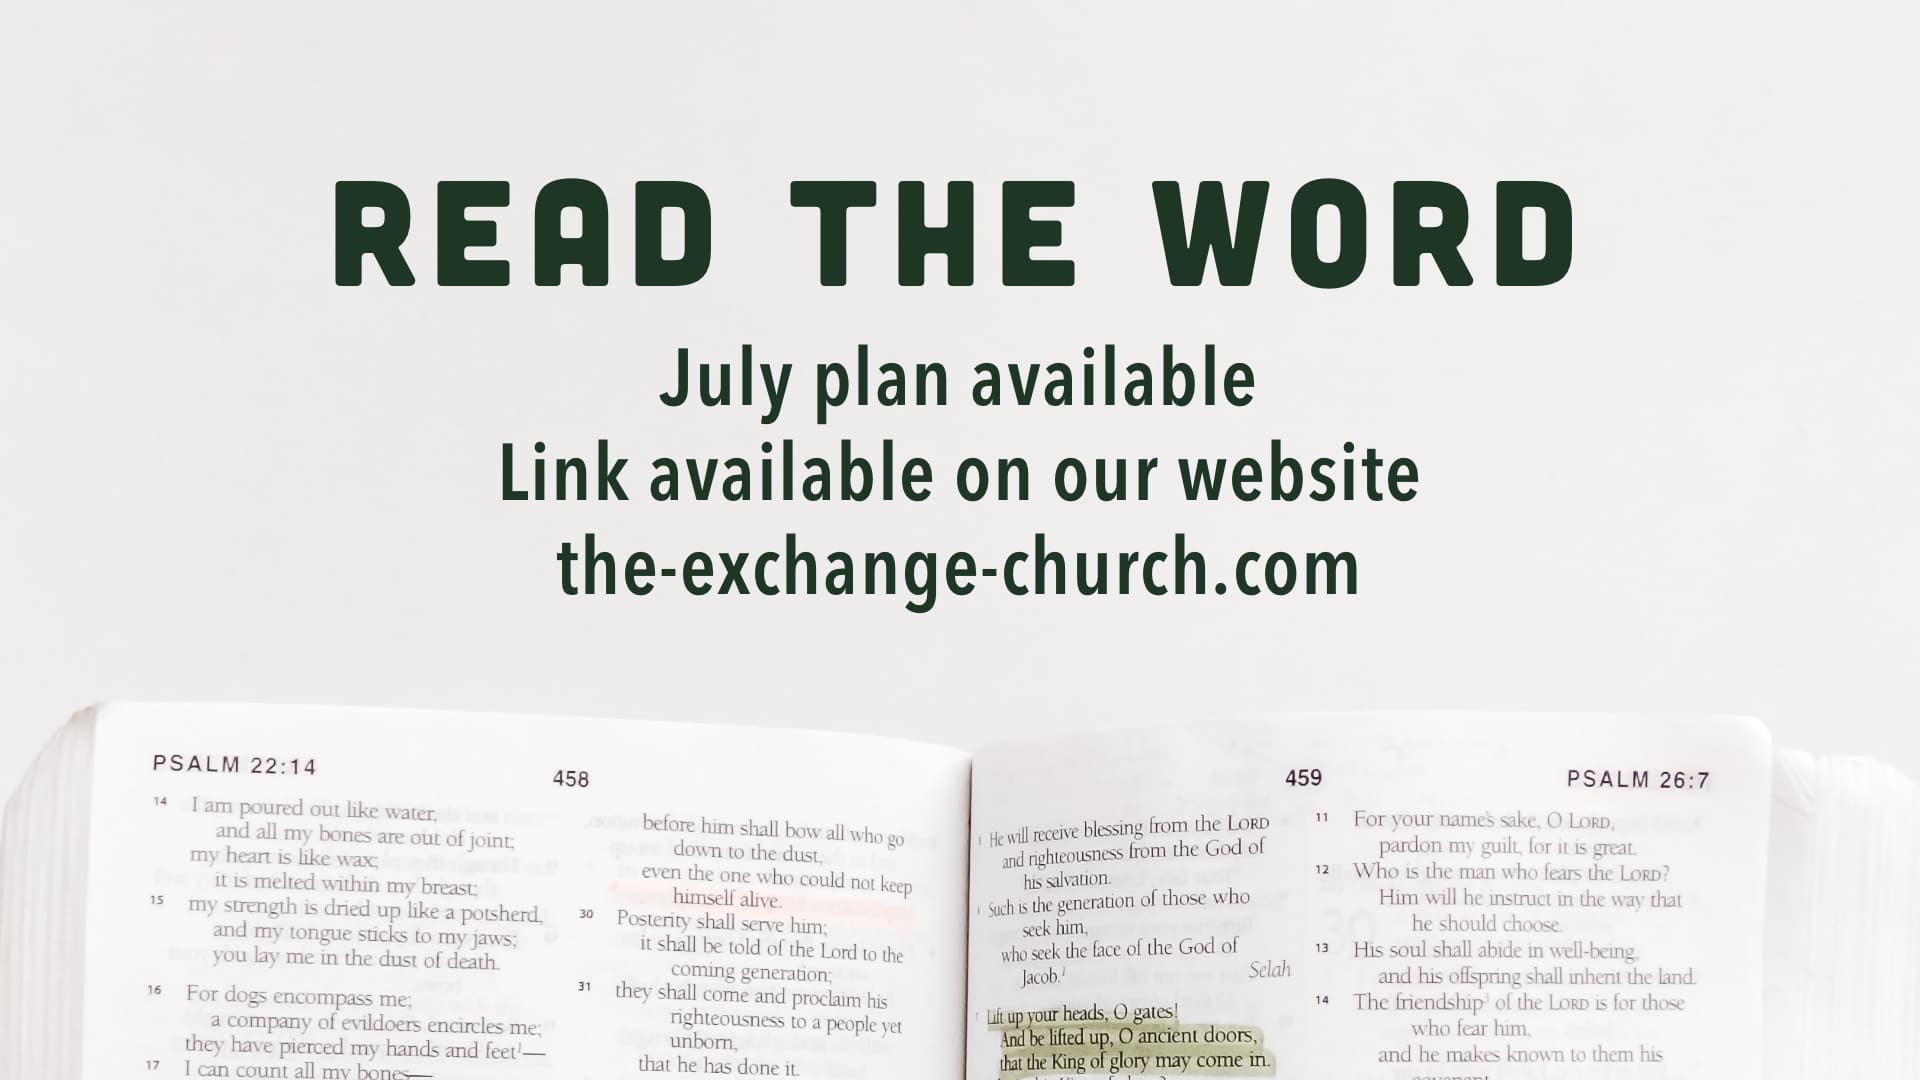 READ THE WORD
July plan available
Link available on our website
the-exchange-church.com
PSALM 22:14
458
14 I am poured out like water,
and all my bones are out of joint;
my heart is like wax;
it is melted within my breast;
15 my strength is dried up like a potsherd,
and my tongue sticks to my jaws;
you lay me in the dust of death.
16 For dogs encompass me;
a company of evildoers encircles me;
they have pierced my hands and feet¹—
17 I can count all my bones—
before him shall bow all who go
down to the dust,
even the one who could not keep
himself alive.
30 Posterity shall serve him;
it shall be told of the Lord to the
coming generation;
31 they shall come and proclaim his
righteousness to a people yet
unborn,
that he has done it.
459
PSALM 26:7
He will receive blessing from the LORD
and righteousness from the God of
his salvation.
Such is the generation of those who
seek him,
who seek the face of the God of
Jacob.¹ Selah
Lift up your heads, O gates!
And be lifted up, O ancient doors,
that the King of glory may come in.
11 For your name's sake, O LORD,
pardon my guilt, for it is great.
12 Who is the man who fears the LORD?
Him will he instruct in the way that
he should choose.
13 His soul shall abide in well-being,
and his offspring shall inherit the land.
14 The friendship³ of the LORD is for those
who fear him,
and he makes known to them his